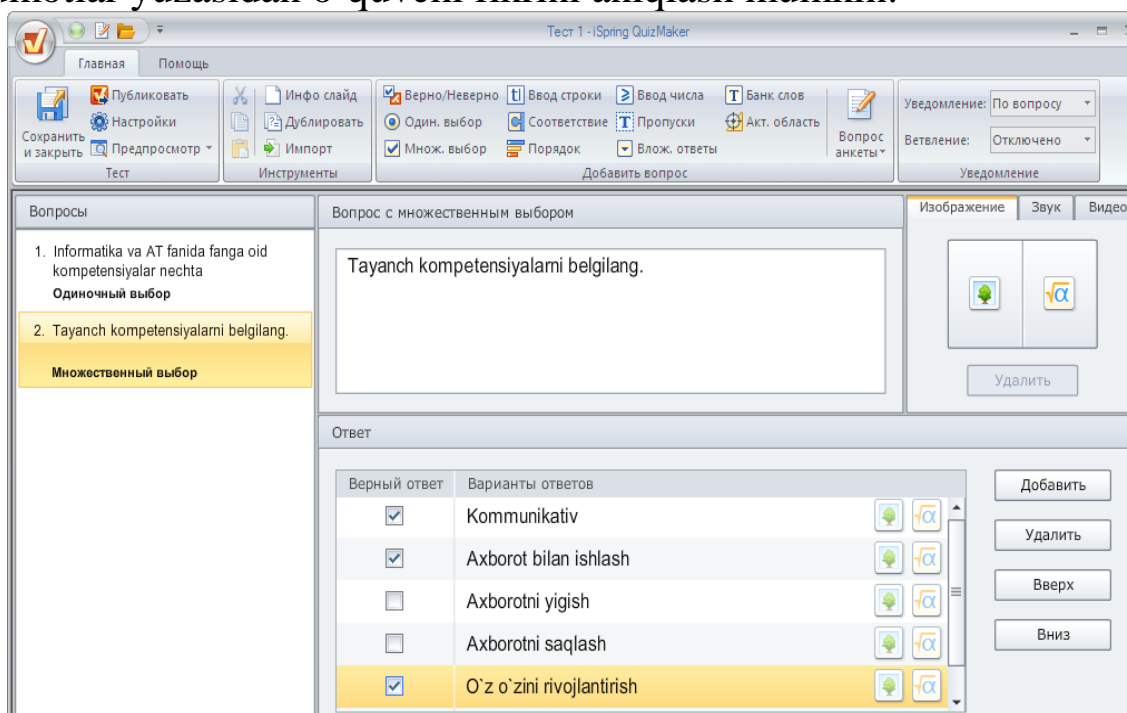 Тест 1 - iSpring QuizMaker
Главная Помощь
Сохранить и закрыть
Публиковать
Настройки
Предпросмотр
Тест
Инфо слайд
Дублировать
Импорт
Инструменты
Верно/Неверно Ввод строки Ввод числа Банк слов
Один. выбор Соответствие Пропуски Акт. область
Множ. выбор Порядок Влож. ответы
Вопрос анкеты
Добавить вопрос
Уведомление: По вопросу
Ветвление: Отключено
Уведомление
Вопросы
1. Informatika va AT fanida fanga oid
kompetensiyalar nechta
Одиночный выбор
2. Tayanch kompetensiyalarni belgilang.
Множественный выбор
Вопрос с множественным выбором
Tayanch kompetensiyalarni belgilang.
Изображение Звук Видео
Удалить
Ответ
Верный ответ Варианты ответов
Kommunikativ
Axborot bilan ishlash
Axborotni yigish
Axborotni saqlash
O`z o`zini rivojlantirish
Добавить
Удалить
Вверх
Вниз